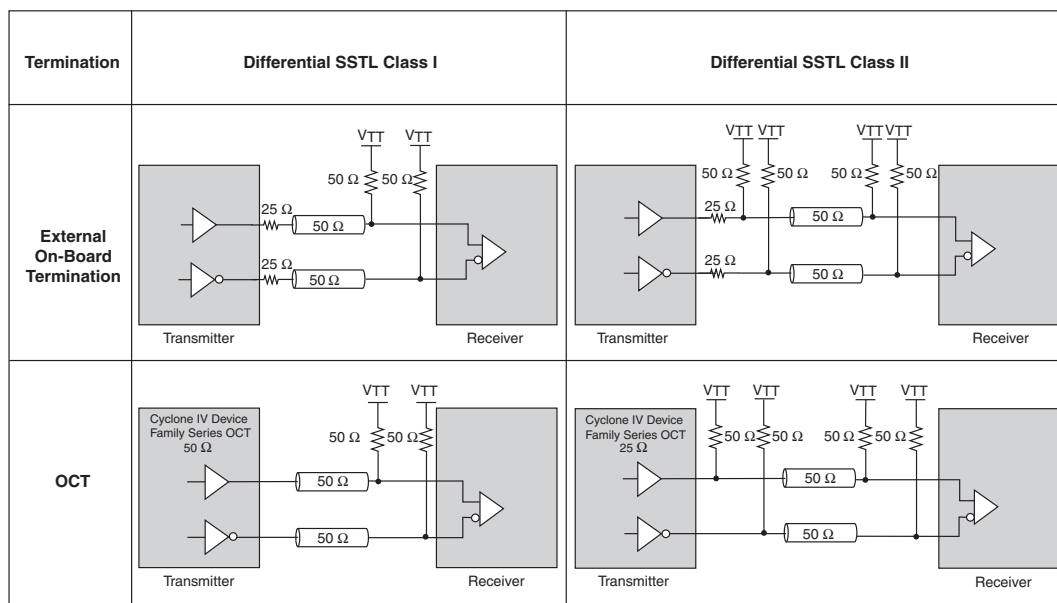 Termination
Differential SSTL Class I
Differential SSTL Class II
External
On-Board
Termination
VTT VTT
50 Ω 50 Ω
25 Ω
50 Ω
25 Ω
50 Ω
Transmitter
Receiver
VTT VTT VTT VTT
50 Ω 50 Ω 50 Ω 50 Ω
25 Ω
50 Ω
25 Ω
50 Ω
Transmitter
Receiver
OCT
Cyclone IV Device
Family Series OCT
50 Ω
VTT VTT
50 Ω 50 Ω
50 Ω
50 Ω
Transmitter
Receiver
Cyclone IV Device
Family Series OCT
25 Ω
VTT VTT VTT VTT
50 Ω 50 Ω 50 Ω 50 Ω
50 Ω
50 Ω
Transmitter
Receiver